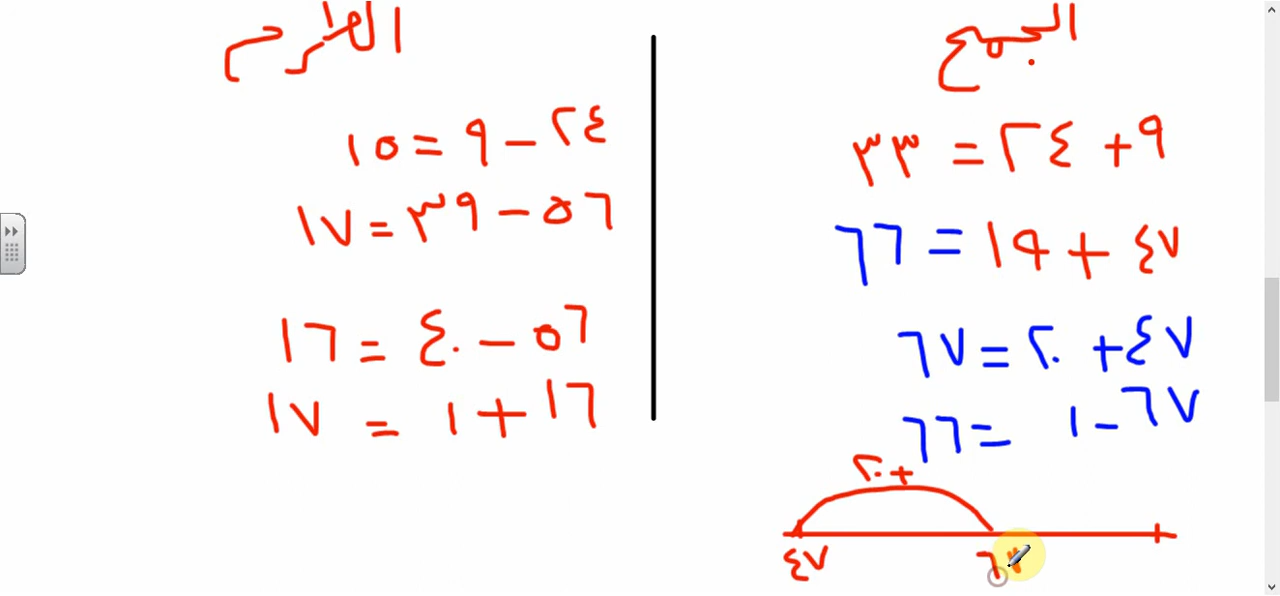 الجمع
٩ + ٢٤ = ٣٣
٤٧ + ١٩ = ٦٦
٤٧ + ٢٠ = ٦٧
٦٧ - ١ = ٦٦
٢٠ +
٤٧
الطرح
٢٤ - ٩ = ١٥
٥٦ - ٣٩ = ١٧
٥٦ - ٤٠ = ١٦
١٦ + ١ = ١٧